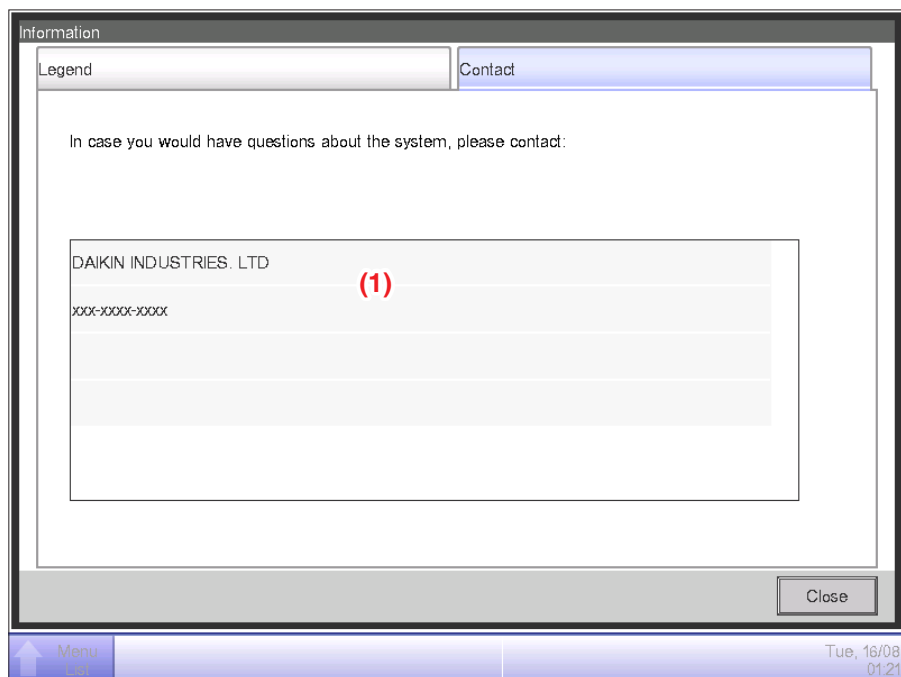 Information
Legend
Contact
In case you would have questions about the system, please contact:
DAIKIN INDUSTRIES. LTD
(1)
xxx-xxxx-xxxx
Close
Menu
List
Tue, 16/08
01:21